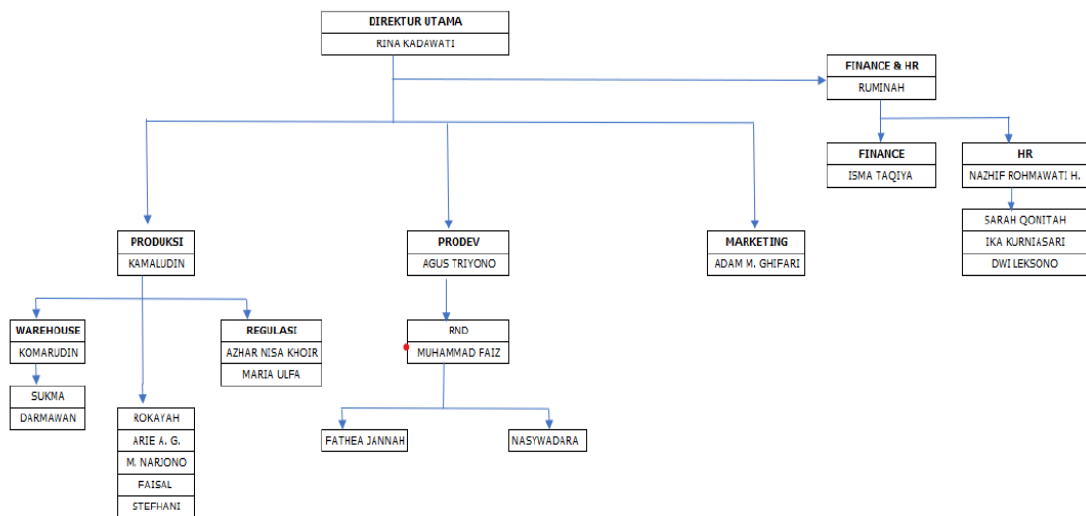 DIREKTUR UTAMA
RINA KADAWATI
FINANCE & HR
RUMINAH
FINANCE
ISMA TAQIYA
HR
NAZHIF ROHMAWATI H.
SARAH QONITAH
IKA KURNIASARI
DWI LEKSONO
PRODUKSI
KAMALUDIN
PRODEV
AGUS TRIYONO
MARKETING
ADAM M. GHIFARI
WAREHOUSE
KOMARUDIN
SUKMA
DARMAWAN
REGULASI
AZHAR NISA KHOIR
MARIA ULFA
RND
MUHAMMAD FAIZ
ROKAYAH
ARIE A. G.
M. NARJONO
FAISAL
STEFHANI
FATHEA JANNAH
NASYWADARA